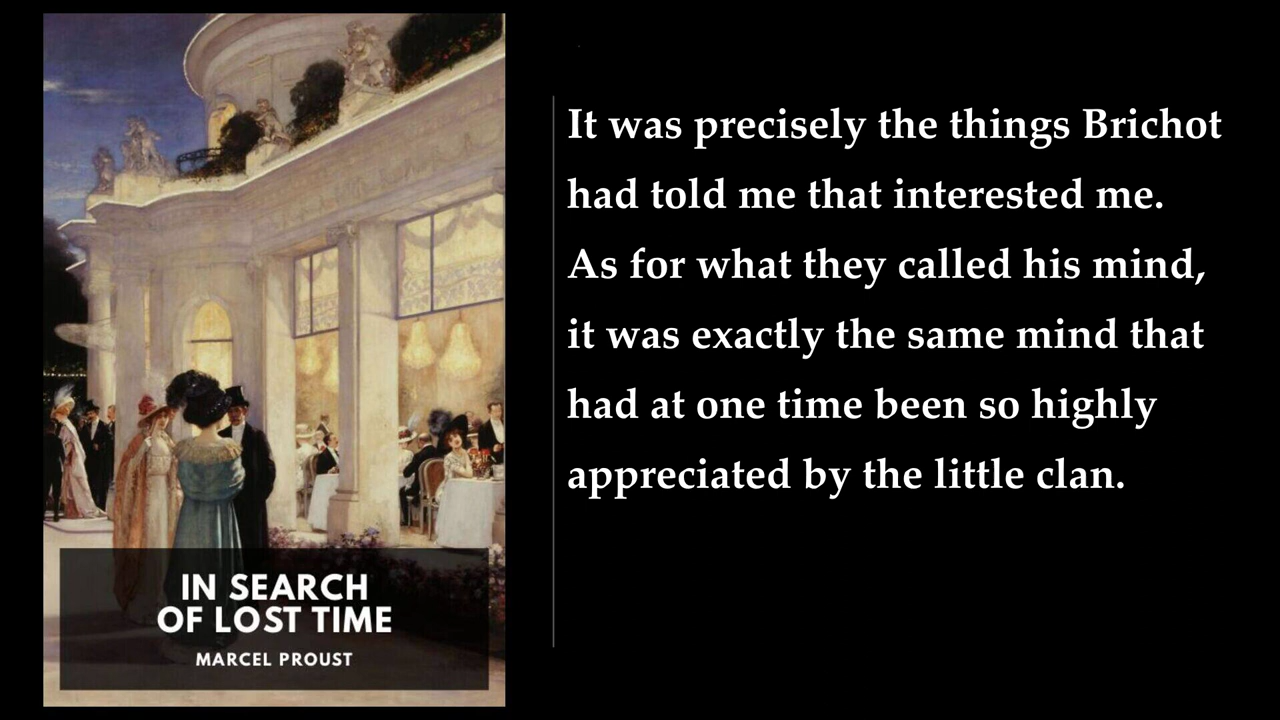 It was precisely the things Brichot
had told me that interested me.
As for what they called his mind,
it was exactly the same mind that
had at one time been so highly
appreciated by the little clan.
IN SEARCH
OF LOST TIME
MARCEL PROUST